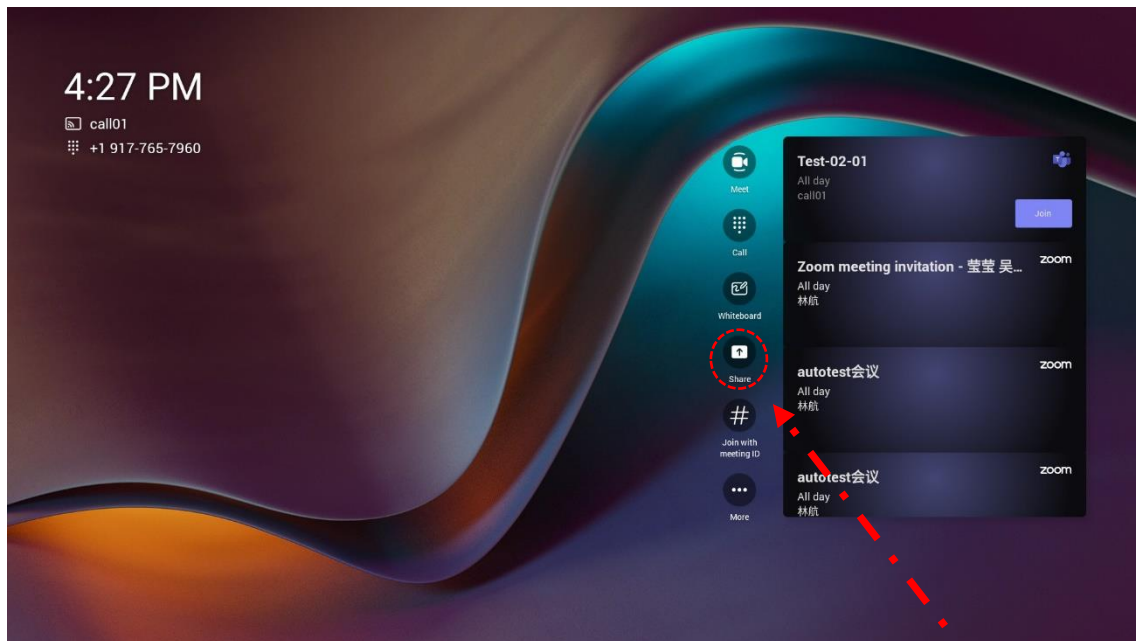 4:27 PM
call01
+1 917-765-7960
Meet
Call
Whiteboard
Share
Join with
meeting ID
More
Test-02-01
All day
call01
Join
Zoom meeting invitation - 莹莹 吴...
zoom
All day
林航
autotest会议
zoom
All day
林航
autotest会议
zoom
All day
林航